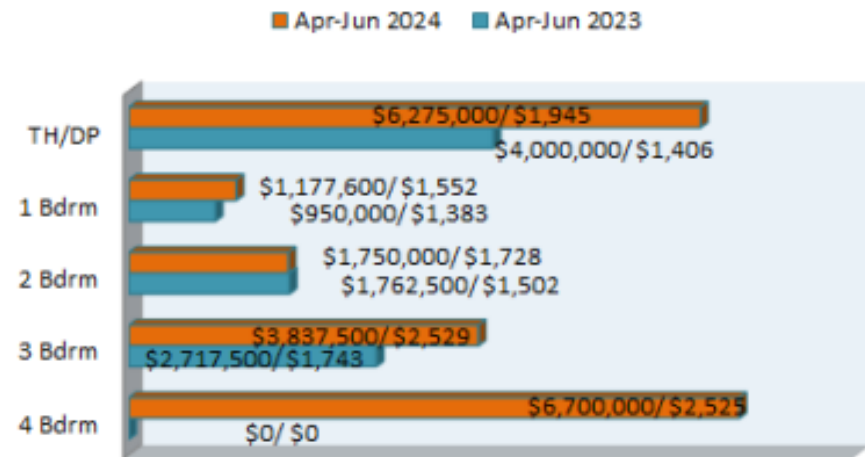 Apr-Jun 2024 Apr-Jun 2023
TH/DP
$6,275,000/$1,945
$4,000,000/$1,406
1 Bdrm
$1,177,600/$1,552
$950,000/$1,383
2 Bdrm
$1,750,000/$1,728
$1,762,500/$1,502
3 Bdrm
$3,837,500/$2,529
$2,717,500/$1,743
4 Bdrm
$6,700,000/$2,525
$0/ $0